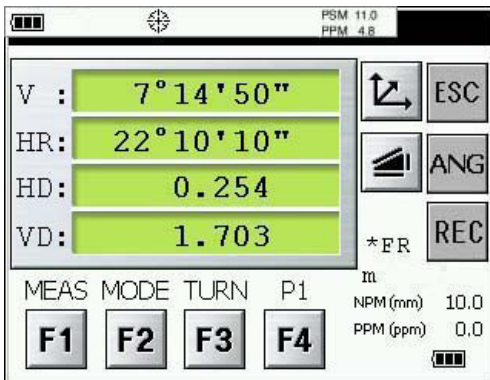 PSM 11.0
PPM 4.8
V : 7°14'50"
HR: 22°10'10"
HD: 0.254
VD: 1.703
ESC
ANG
REC
*FR
m
NPM (mm) 10.0
PPM (ppm) 0.0
MEAS MODE TURN P1
F1 F2 F3 F4